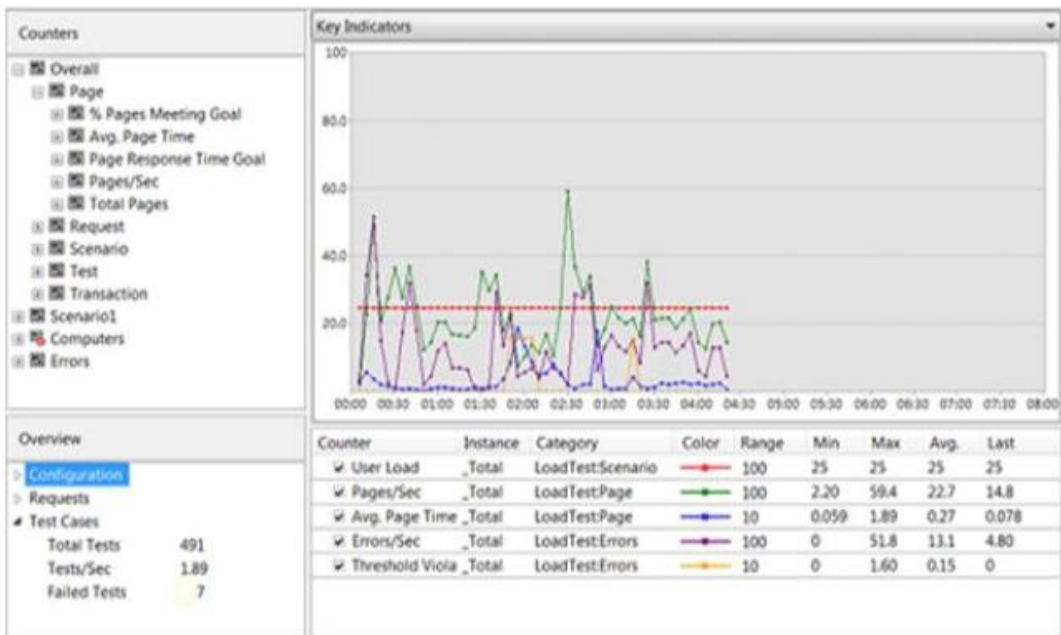 Counters
Overall
Page
% Pages Meeting Goal
Avg. Page Time
Page Response Time Goal
Pages/Sec
Total Pages
Request
Scenario
Test
Transaction
Scenario1
Computers
Errors
Overview
Configuration
Requests
Test Cases
Total Tests 491
Tests/Sec 1.89
Failed Tests 7
Key Indicators
100
80.0
60.0
40.0
20.0
00:00 00:30 01:00 01:30 02:00 02:30 03:00 03:30 04:00 04:30 05:00 05:30 06:00 06:30 07:00 07:30 08:00
Counter Instance Category Color Range Min Max Avg. Last
User Load _Total LoadTest:Scenario 100 25 25 25 25
Pages/Sec _Total LoadTest:Page 100 2.20 59.4 22.7 14.8
Avg. Page Time _Total LoadTest:Page 10 0.059 1.89 0.27 0.078
Errors/Sec _Total LoadTest:Errors 100 0 51.8 13.1 4.80
Threshold Viola _Total LoadTest:Errors 10 0 1.60 0.15 0